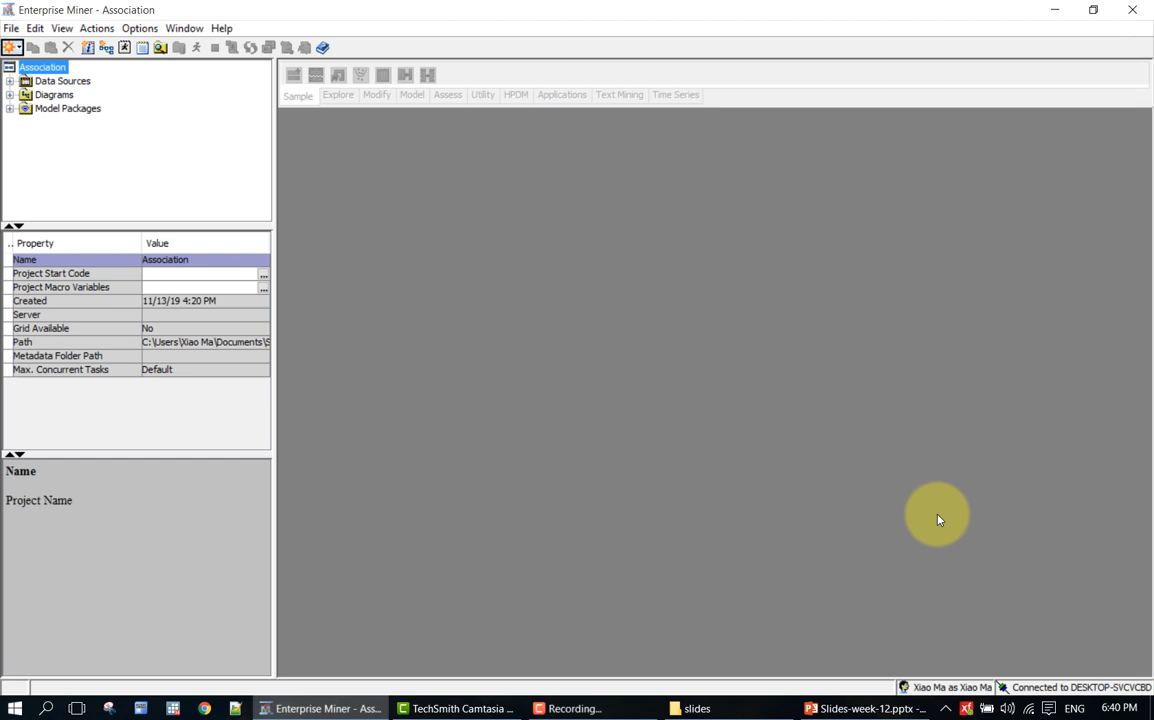 Enterprise Miner - Association
File Edit View Actions Options Window Help
Association
Data Sources
Diagrams
Model Packages
Sample Explore Modify Model Assess Utility HPDM Applications Text Mining Time Series
.. Property Value
Name Association
Project Start Code ...
Project Macro Variables ...
Created 11/13/19 4:20 PM
Server
Grid Available No
Path C:\Users\Xiao Ma\Documents\S
Metadata Folder Path
Max. Concurrent Tasks Default
Name
Project Name
Xiao Ma as Xiao Ma Connected to DESKTOP-SVCVCBD
Enterprise Miner - Ass... TechSmith Camtasia ... Recording... slides Slides-week-12.pptx -... ENG 6:40 PM